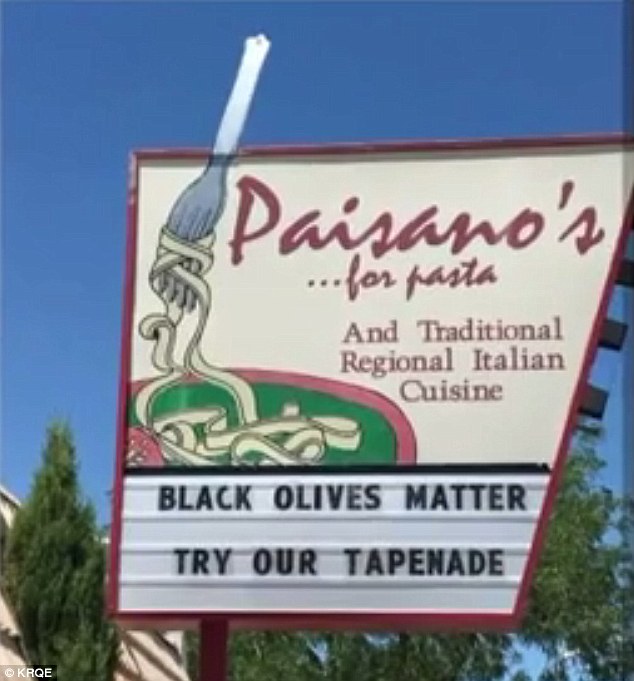 Paisano's
...for pasta
And Traditional
Regional Italian
Cuisine
BLACK OLIVES MATTER
TRY OUR TAPENADE
© KRQE